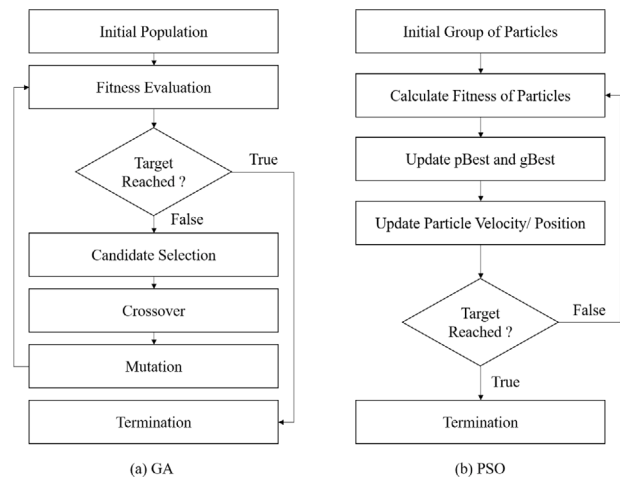 Initial Population
Fitness Evaluation
Target
Reached ?
True
False
Candidate Selection
Crossover
Mutation
Termination
(a) GA
Initial Group of Particles
Calculate Fitness of Particles
Update pBest and gBest
Update Particle Velocity/ Position
Target
Reached ?
False
True
Termination
(b) PSO